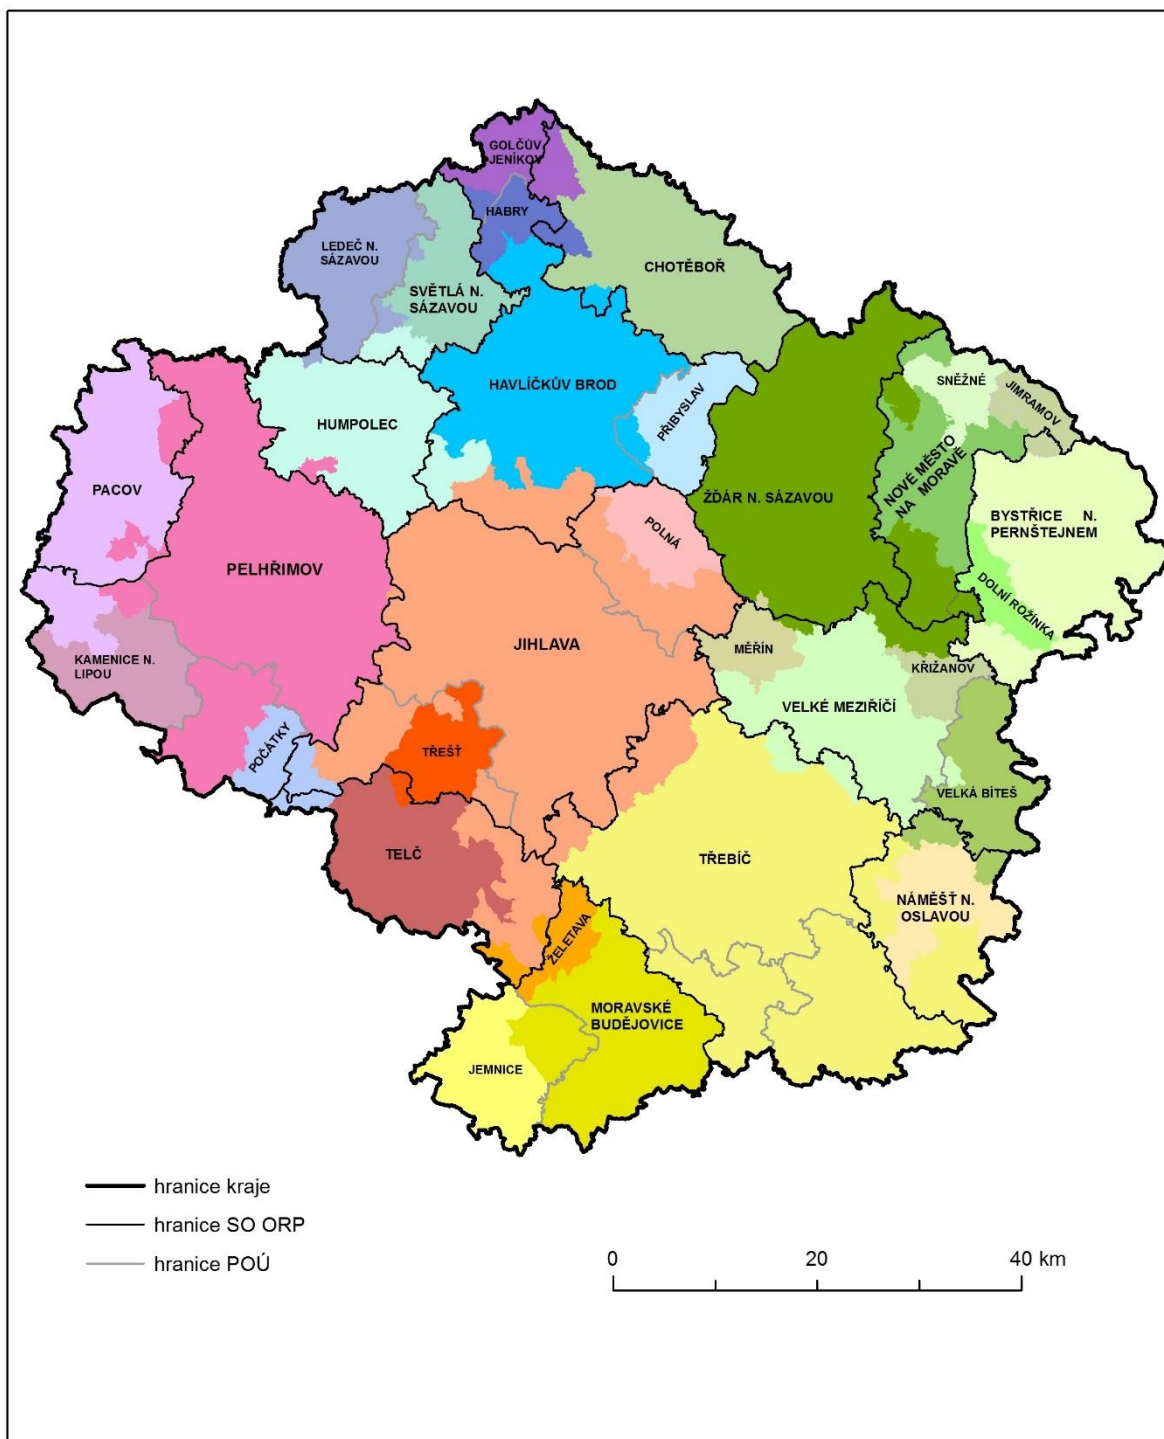 GOLČŮV
JENÍKOV
HABRY
LEDEČ N.
SÁZAVOU
SVĚTLÁ N.
SÁZAVOU
CHOTĚBOŘ
HAVLÍČKŮV BROD
PŘIBYSLAV
SNĚŽNÉ
JIMRAMOV
HUMPOLEC
PACOV
ŽĎÁR N. SÁZAVOU
NOVÉ MĚSTO
NA MORAVĚ
BYSTŘICE N.
PERNŠTEJNEM
POLNÁ
PELHŘIMOV
DOLNÍ ROŽÍNKA
JIHLAVA
MĚŘÍN
KŘIŽANOV
KAMENICE N.
LIPOU
VELKÉ MEZIŘÍČÍ
POČÁTKY
TŘEŠŤ
VELKÁ BÍTEŠ
TELČ
TŘEBÍČ
NÁMĚŠŤ N.
OSLAVOU
ŽELETAVA
MORAVSKÉ
BUDĚJOVICE
JEMNICE
hranice kraje
hranice SO ORP
hranice POÚ
0 20 40 km